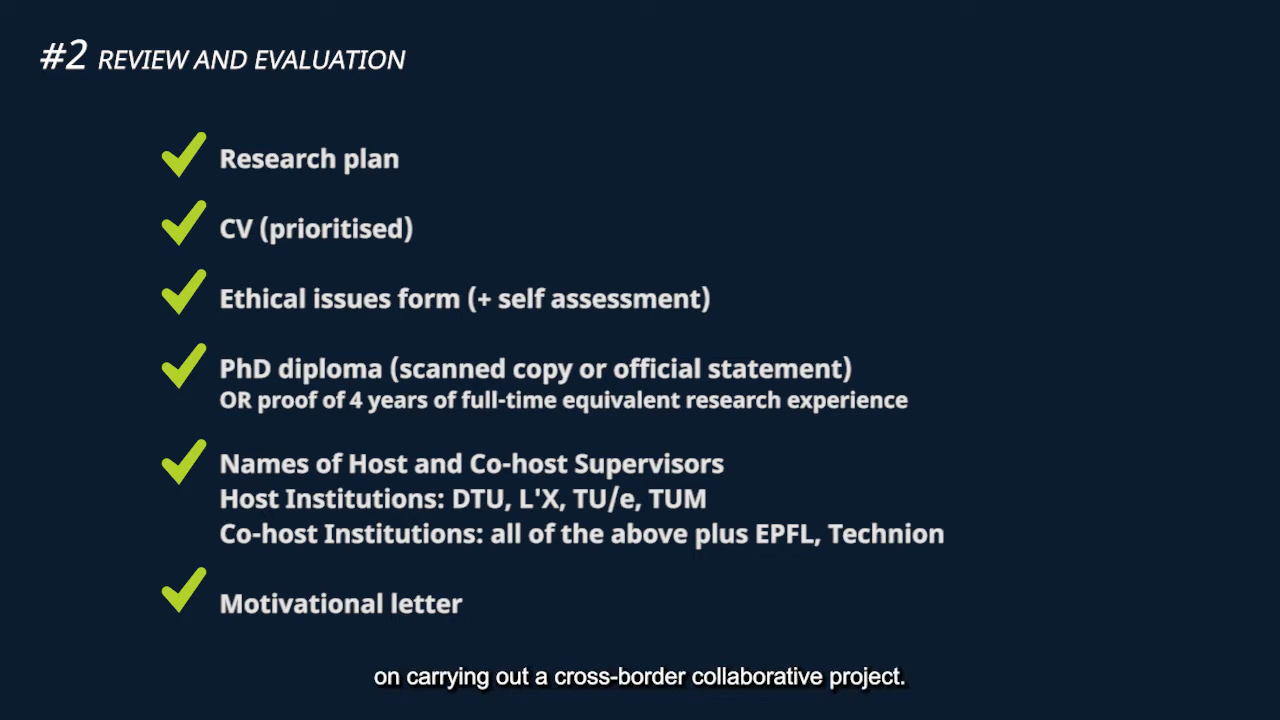 #2 REVIEW AND EVALUATION
Research plan
CV (prioritised)
Ethical issues form (+ self assessment)
PhD diploma (scanned copy or official statement)
OR proof of 4 years of full-time equivalent research experience
Names of Host and Co-host Supervisors
Host Institutions: DTU, L'X, TU/e, TUM
Co-host Institutions: all of the above plus EPFL, Technion
Motivational letter
on carrying out a cross-border collaborative project.